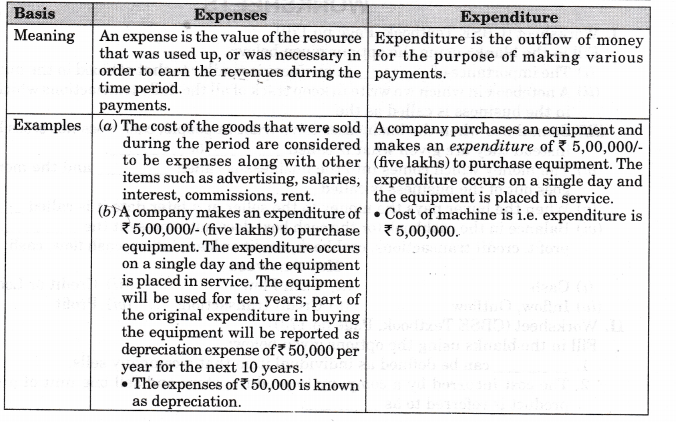 Basis
Expenses
Expenditure
Meaning
An expense is the value of the resource
that was used up, or was necessary in
order to earn the revenues during the
time period.
payments.
Expenditure is the outflow of money
for the purpose of making various
payments.
Examples
(a) The cost of the goods that were sold
during the period are considered
to be expenses along with other
items such as advertising, salaries,
interest, commissions, rent.
(b) A company makes an expenditure of
₹ 5,00,000/- (five lakhs) to purchase
equipment. The expenditure occurs
on a single day and the equipment
is placed in service. The equipment
will be used for ten years; part of
the original expenditure in buying
the equipment will be reported as
depreciation expense of ₹ 50,000 per
year for the next 10 years.
• The expenses of ₹ 50,000 is known
as depreciation.
A company purchases an equipment and
makes an expenditure of ₹ 5,00,000/-
(five lakhs) to purchase equipment. The
expenditure occurs on a single day and
the equipment is placed in service.
• Cost of machine is i.e. expenditure is
₹ 5,00,000.